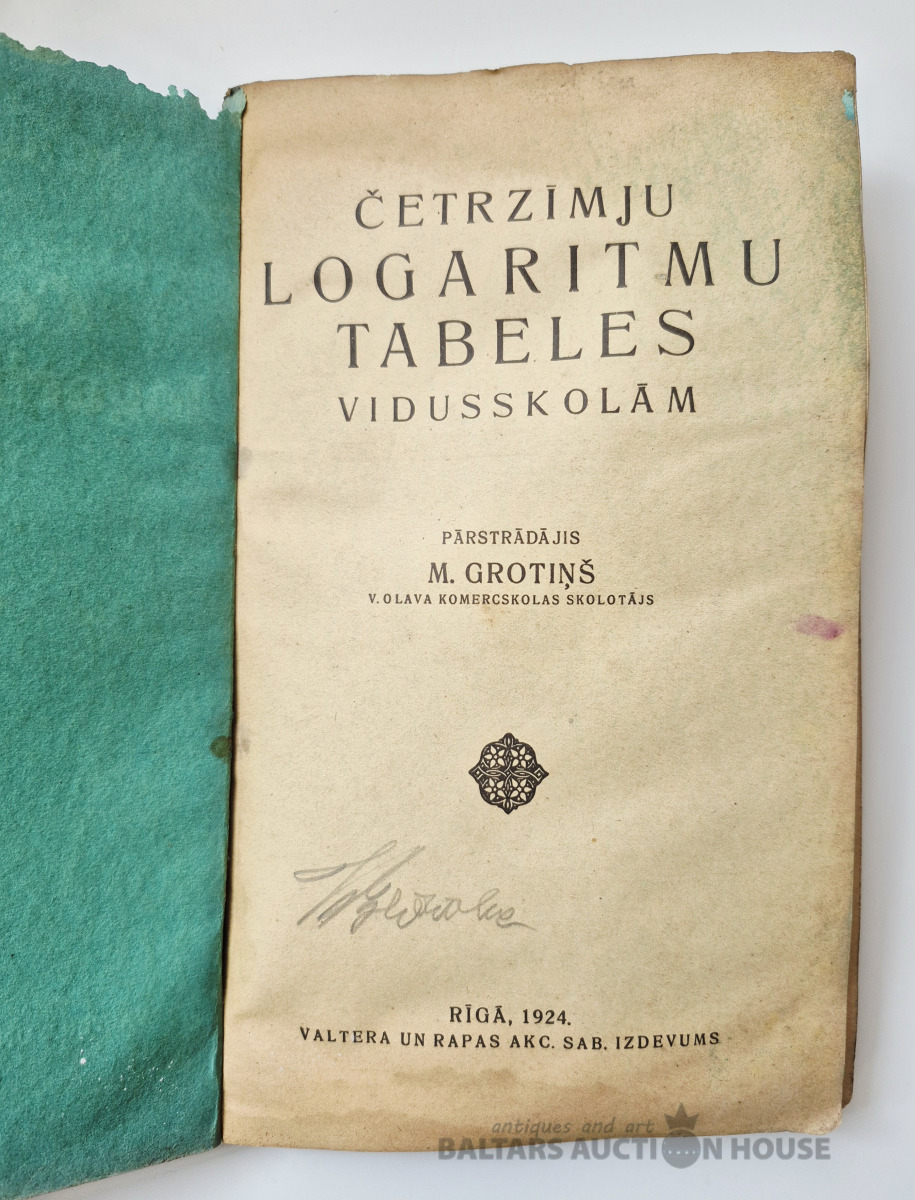 ČETRZĪMJU
LOGARITMU
TABELES
VIDUSSKOLĀM
PĀRSTRĀDĀJIS
M. GROTIŅŠ
V. OLAVA KOMERCSKOLAS SKOLOTĀJS
RĪGĀ, 1924.
VALTERA UN RAPAS AKC. SAB. IZDEVUMS
antiques and art
BALTARS AUCTION HOUSE